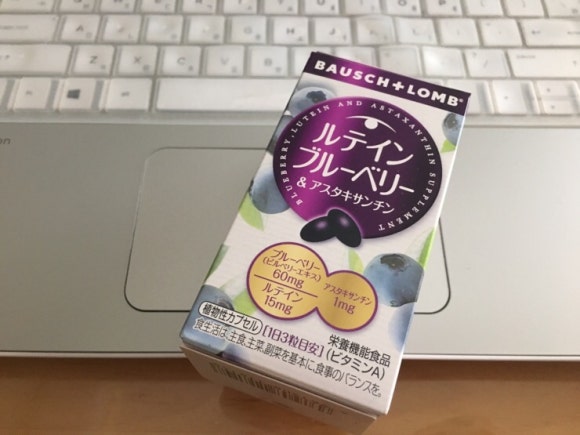 BAUSCH+LOMB®
BLUEBERRY, LUTEIN AND ASTAXANTHIN SUPPLEMENT
ルテイン
ブルーベリー
& アスタキサンチン
ブルーベリー
(ビルベリーエキス)
60mg
ルテイン
15mg
アスタキサンチン
1mg
植物性カプセル
[1日3粒目安]
栄養機能食品
(ビタミンA)
食生活は、主食、主菜、副菜を基本に、食事のバランスを。